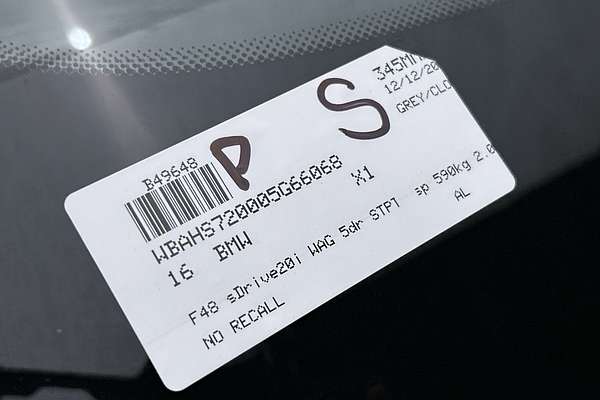 P S
345MM
12/12/20
GREY/CLO
B49648
WBAHS720005G66068
16 BMW X1
F48 sDrive20i WAG 5dr STPT sp 590kg 2.0
AL
NO RECALL